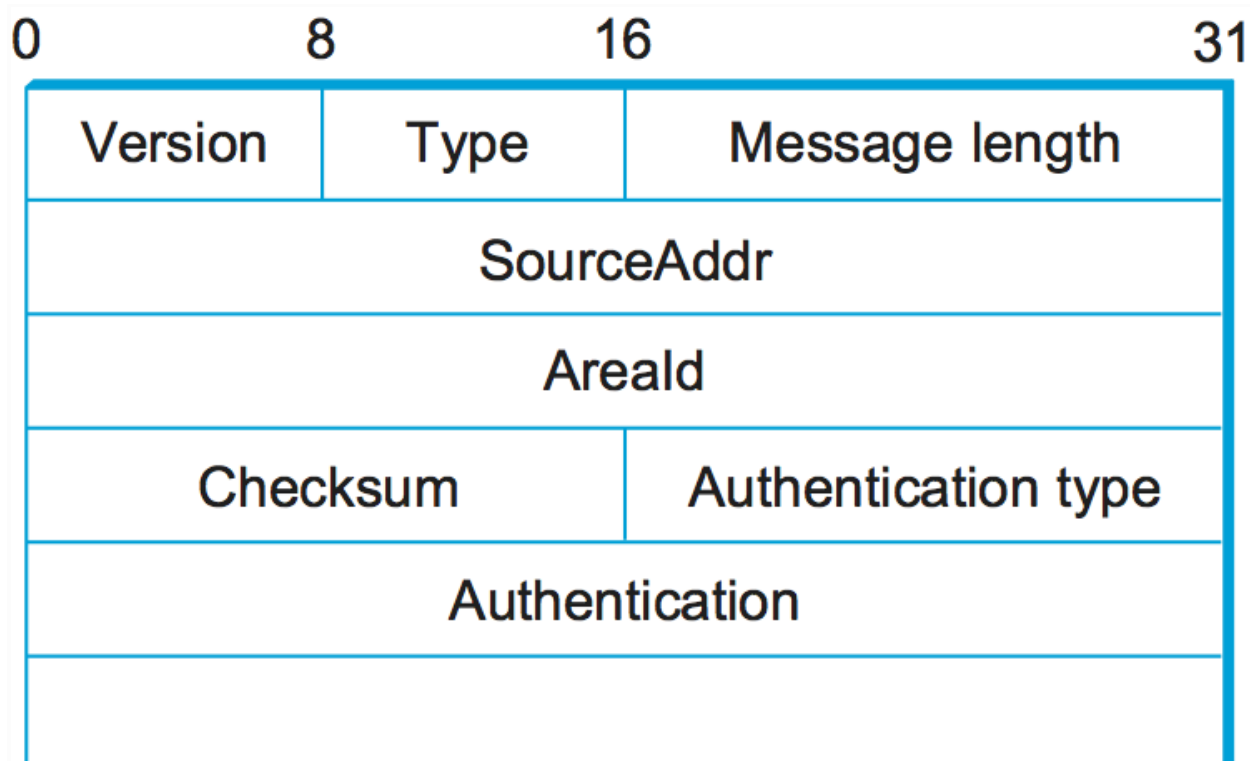 0 8 16 31
Version Type Message length
SourceAddr
AreaId
Checksum Authentication type
Authentication